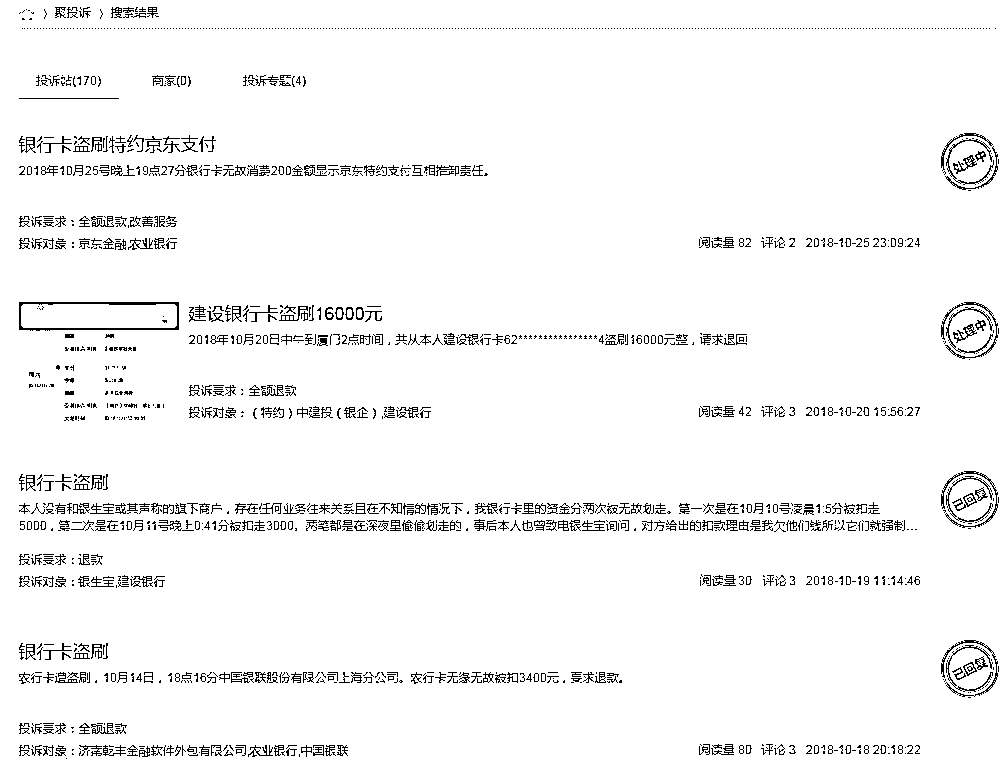 〉聚投诉 〉搜索结果
投诉站(170) 商家(0) 投诉专题(4)
银行卡盗刷特约京东支付
2018年10月25号晚上19点27分银行卡无故消费200金额显示京东特约支付互相推卸责任。
处理中
投诉要求：全额退款,改善服务
投诉对象：京东金融,农业银行
阅读量 82 评论 2 2018-10-25 23:09:24
建设银行卡盗刷16000元
2018年10月20日中午到厦门2点时间，共从本人建设银行卡62****************4盗刷16000元整，请求退回
处理中
投诉要求：全额退款
投诉对象：（特约）中建投（银企）,建设银行
阅读量 42 评论 3 2018-10-20 15:56:27
银行卡盗刷
本人没有和银生宝或其声称的旗下商户，存在任何业务往来关系且在不知情的情况下，我银行卡里的资金分两次被无故划走。第一次是在10月10号凌晨1:5分被扣走
5000，第二次是在10月11号晚上0:41分被扣走3000。两笔都是在深夜里偷偷划走的，事后本人也曾致电银生宝询问，对方给出的扣款理由是我欠他们钱所以它们就强制...
已回复
投诉要求：退款
投诉对象：银生宝,建设银行
阅读量 30 评论 3 2018-10-19 11:14:46
银行卡盗刷
农行卡遭盗刷，10月14日，18点16分中国银联股份有限公司上海分公司。农行卡无缘无故被扣3400元，要求退款。
已回复
投诉要求：全额退款
投诉对象：济南乾丰金融软件外包有限公司,农业银行,中国银联
阅读量 80 评论 3 2018-10-18 20:18:22